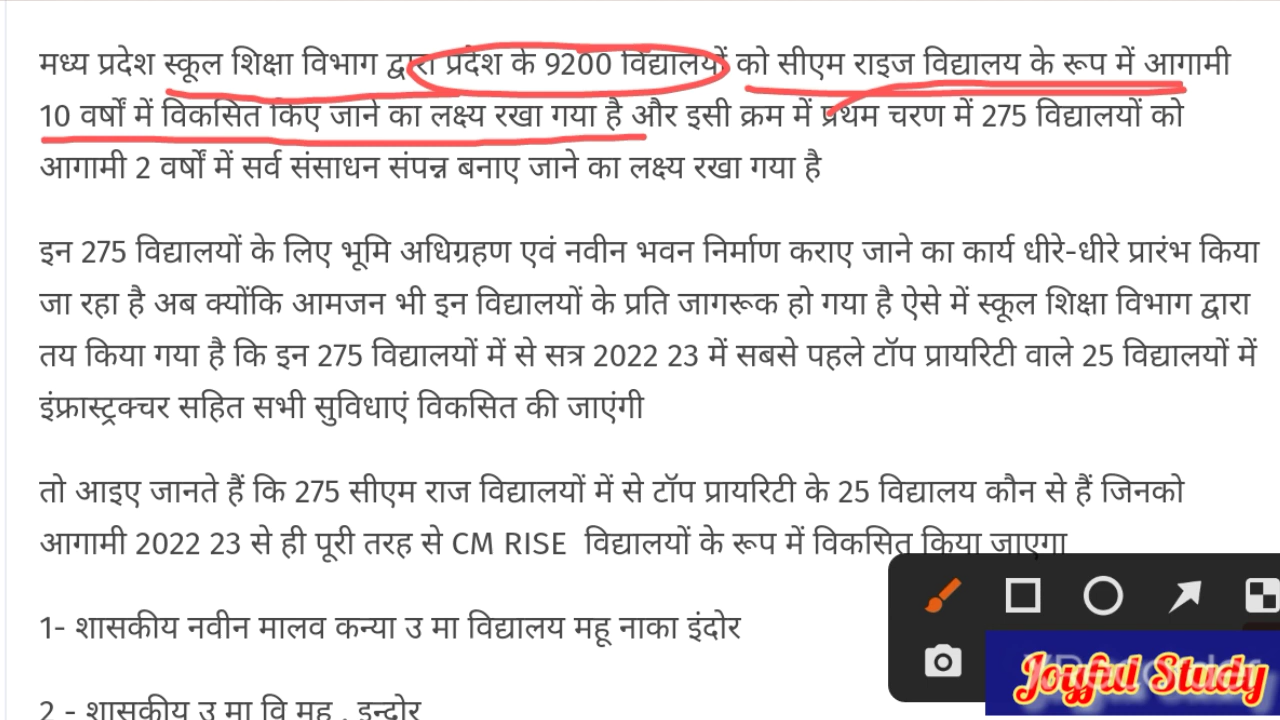 मध्य प्रदेश स्कूल शिक्षा विभाग द्वारा प्रदेश के 9200 विद्यालयों को सीएम राइज विद्यालय के रूप में आगामी
10 वर्षों में विकसित किए जाने का लक्ष्य रखा गया है और इसी क्रम में प्रथम चरण में 275 विद्यालयों को
आगामी 2 वर्षों में सर्व संसाधन संपन्न बनाए जाने का लक्ष्य रखा गया है
इन 275 विद्यालयों के लिए भूमि अधिग्रहण एवं नवीन भवन निर्माण कराए जाने का कार्य धीरे-धीरे प्रारंभ किया
जा रहा है अब क्योंकि आमजन भी इन विद्यालयों के प्रति जागरूक हो गया है ऐसे में स्कूल शिक्षा विभाग द्वारा
तय किया गया है कि इन 275 विद्यालयों में से सत्र 2022 23 में सबसे पहले टॉप प्रायरिटी वाले 25 विद्यालयों में
इंफ्रास्ट्रक्चर सहित सभी सुविधाएं विकसित की जाएंगी
तो आइए जानते हैं कि 275 सीएम राज विद्यालयों में से टॉप प्रायरिटी के 25 विद्यालय कौन से हैं जिनको
आगामी 2022 23 से ही पूरी तरह से CM RISE विद्यालयों के रूप में विकसित किया जाएगा
1- शासकीय नवीन मालव कन्या उ मा विद्यालय महू नाका इंदोर
2 - शासकीय उ मा वि महू , इन्दोर
Joyful Study